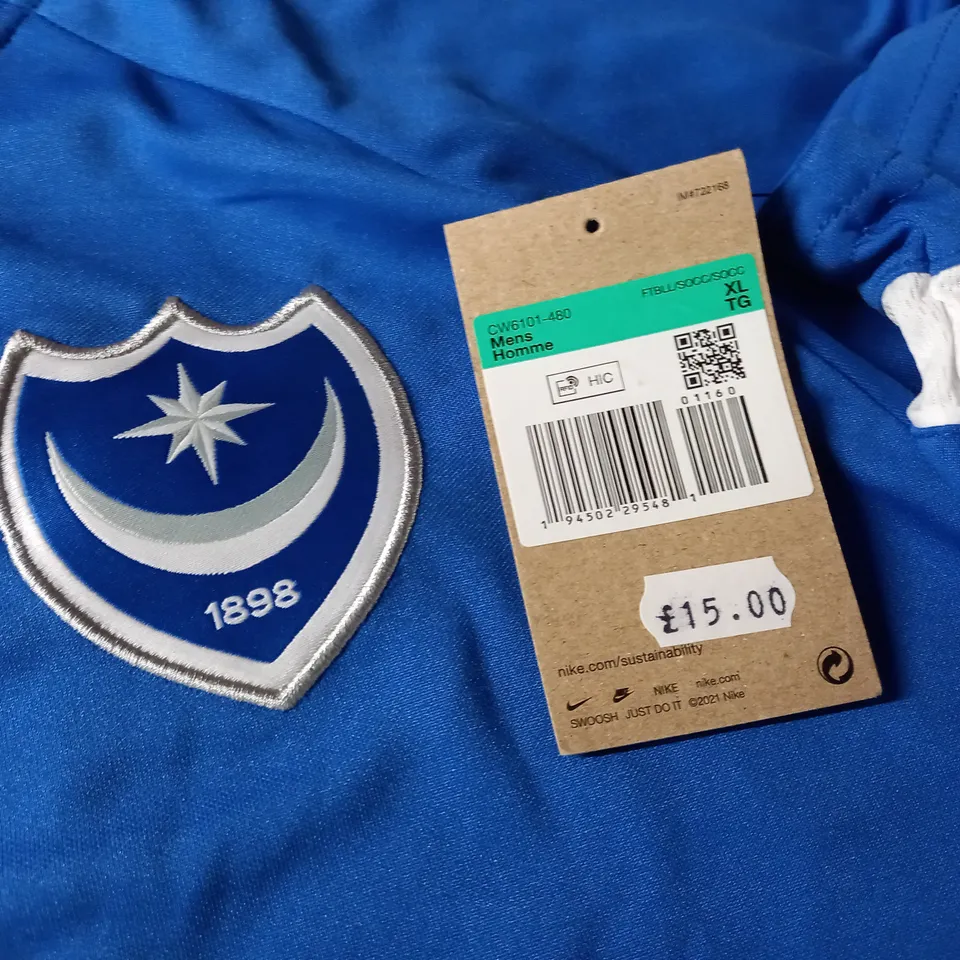 1898
IM#722168
FTBLL/SOCC/SOCC
CW6101-480
XL
Mens
TG
Homme
RFID
HIC
01160
1 94502 29548 1
£15.00
nike.com/sustainability
NIKE nike.com
SWOOSH JUST DO IT ©2021 Nike